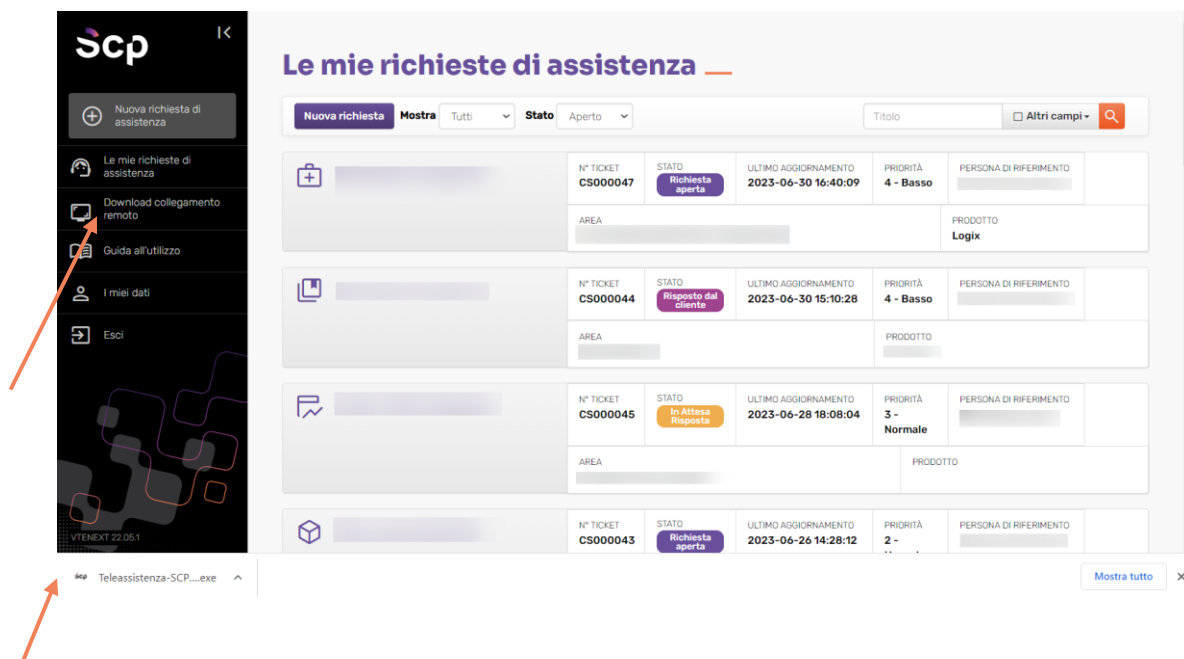 Scp
Nuova richiesta di
assistenza
Le mie richieste di
assistenza
Download collegamento
remoto
Guida all'utilizzo
I miei dati
Esci
VTENEXT 22.05.1
Le mie richieste di assistenza
Nuova richiesta Mostra Tutti Stato Aperto Titolo Altri campi
N° TICKET STATO ULTIMO AGGIORNAMENTO PRIORITÀ PERSONA DI RIFERIMENTO
CS000047 Richiesta aperta 2023-06-30 16:40:09 4 - Basso
AREA PRODOTTO
Logix
N° TICKET STATO ULTIMO AGGIORNAMENTO PRIORITÀ PERSONA DI RIFERIMENTO
CS000044 Risposto dal cliente 2023-06-30 15:10:28 4 - Basso
AREA PRODOTTO
N° TICKET STATO ULTIMO AGGIORNAMENTO PRIORITÀ PERSONA DI RIFERIMENTO
CS000045 In Attesa Risposta 2023-06-28 18:08:04 3 - Normale
AREA PRODOTTO
N° TICKET STATO ULTIMO AGGIORNAMENTO PRIORITÀ PERSONA DI RIFERIMENTO
CS000043 Richiesta aperta 2023-06-26 14:28:12 2 -
Scp Teleassistenza-SCP....exe Mostra tutto